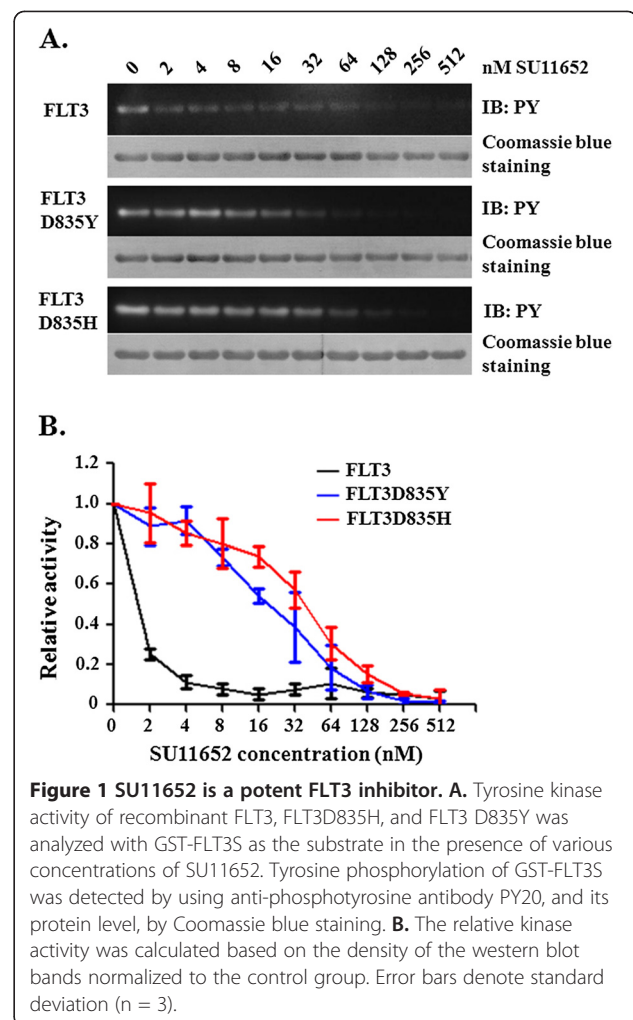 A.
0 2 4 8 16 32 64 128 256 512 nM SU11652
FLT3
IB: PY
Coomassie blue
staining
FLT3
D835Y
IB: PY
Coomassie blue
staining
FLT3
D835H
IB: PY
Coomassie blue
staining
B.
1.2
1.0
0.8
0.6
0.4
0.2
0
Relative activity
FLT3
FLT3D835Y
FLT3D835H
0 2 4 8 16 32 64 128 256 512
SU11652 concentration (nM)
Figure 1 SU11652 is a potent FLT3 inhibitor. A. Tyrosine kinase
activity of recombinant FLT3, FLT3D835H, and FLT3 D835Y was
analyzed with GST-FLT3S as the substrate in the presence of various
concentrations of SU11652. Tyrosine phosphorylation of GST-FLT3S
was detected by using anti-phosphotyrosine antibody PY20, and its
protein level, by Coomassie blue staining. B. The relative kinase
activity was calculated based on the density of the western blot
bands normalized to the control group. Error bars denote standard
deviation (n = 3).